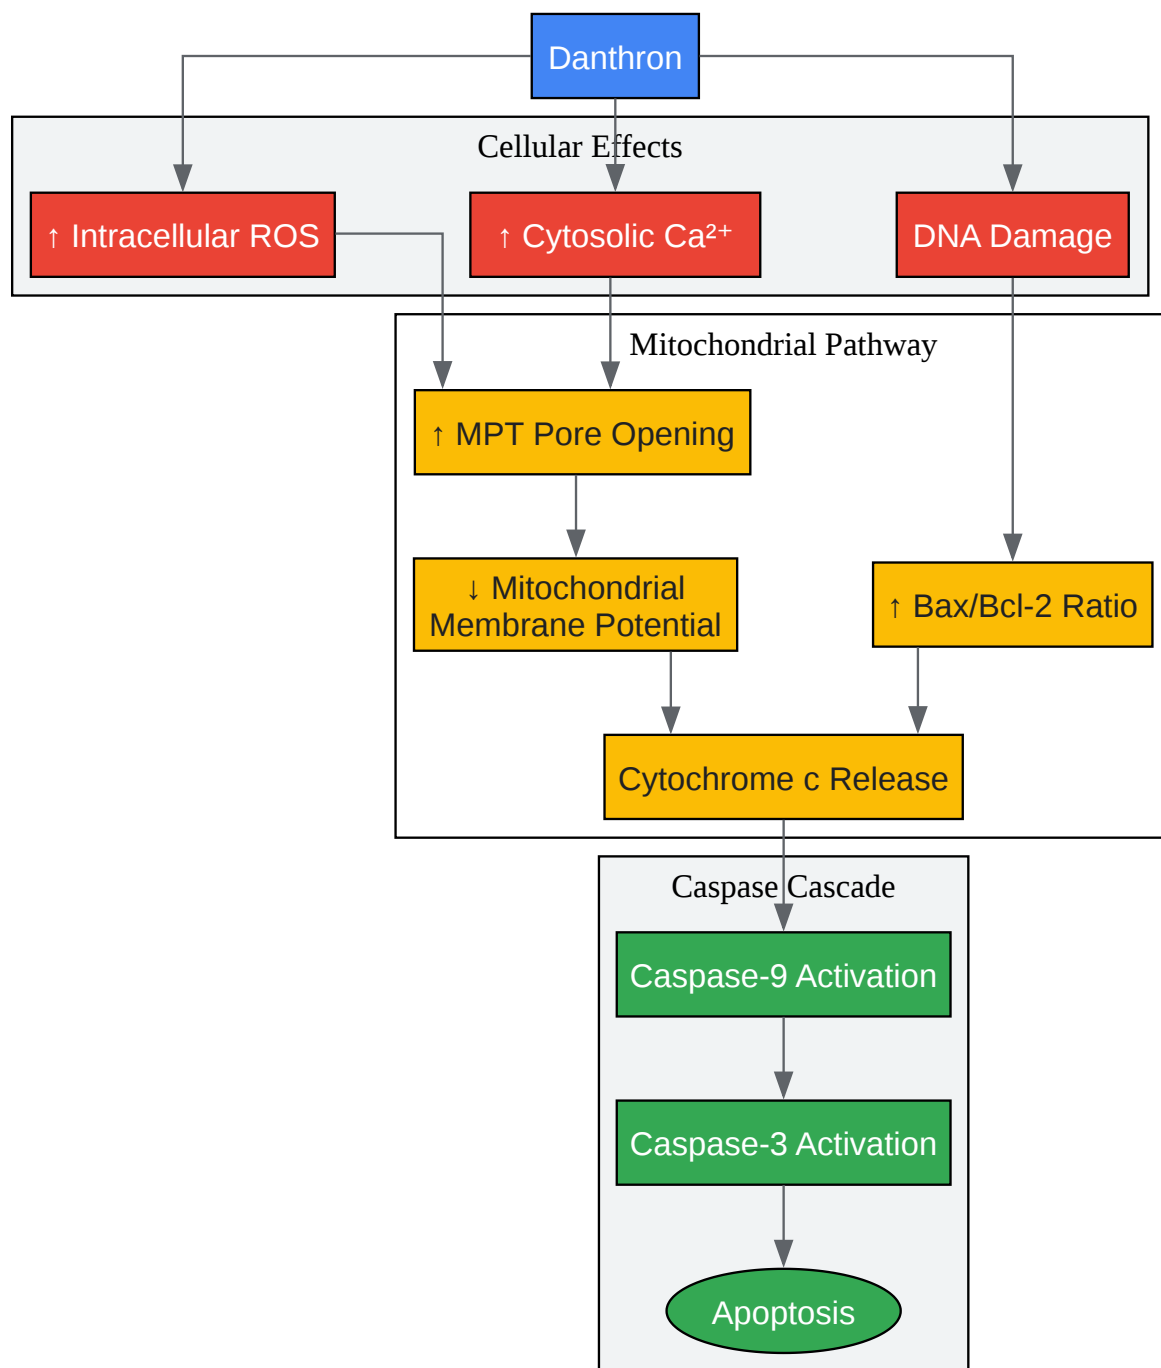 Danthron
Cellular Effects
↑ Intracellular ROS
↑ Cytosolic Ca²⁺
DNA Damage
Mitochondrial Pathway
↑ MPT Pore Opening
↓ Mitochondrial
Membrane Potential
↑ Bax/Bcl-2 Ratio
Cytochrome c Release
Caspase Cascade
Caspase-9 Activation
Caspase-3 Activation
Apoptosis